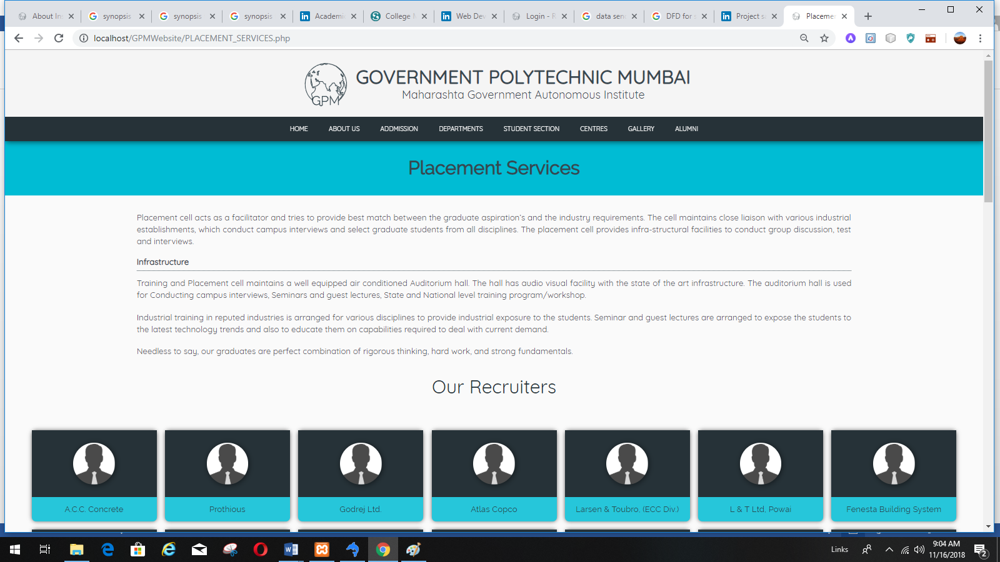 About In
synopsis
synopsis
synopsis
Academi
College M
Web Dev
Login - R
data sen
DFD for s
Project sa
Placemen
localhost/GPMWebsite/PLACEMENT_SERVICES.php
GPM
GOVERNMENT POLYTECHNIC MUMBAI
Maharashta Government Autonomous Institute
HOME ABOUT US ADDMISSION DEPARTMENTS STUDENT SECTION CENTRES GALLERY ALUMNI
Placement Services
Placement cell acts as a facilitator and tries to provide best match between the graduate aspiration's and the industry requirements. The cell maintains close liaison with various industrial
establishments, which conduct campus interviews and select graduate students from all disciplines. The placement cell provides infra-structural facilities to conduct group discussion, test
and interviews.
Infrastructure
Training and Placement cell maintains a well equipped air conditioned Auditorium hall. The hall has audio visual facility with the state of the art infrastructure. The auditorium hall is used
for Conducting campus interviews, Seminars and guest lectures, State and National level training program/workshop.
Industrial training in reputed industries is arranged for various disciplines to provide industrial exposure to the students. Seminar and guest lectures are arranged to expose the students to
the latest technology trends and also to educate them on capabilities required to deal with current demand.
Needless to say, our graduates are perfect combination of rigorous thinking, hard work, and strong fundamentals.
Our Recruiters
A.C.C. Concrete
Prothious
Godrej Ltd.
Atlas Copco
Larsen & Toubro, (ECC Div.)
L & T Ltd, Powai
Fenesta Building System
Links
9:04 AM
11/16/2018
2